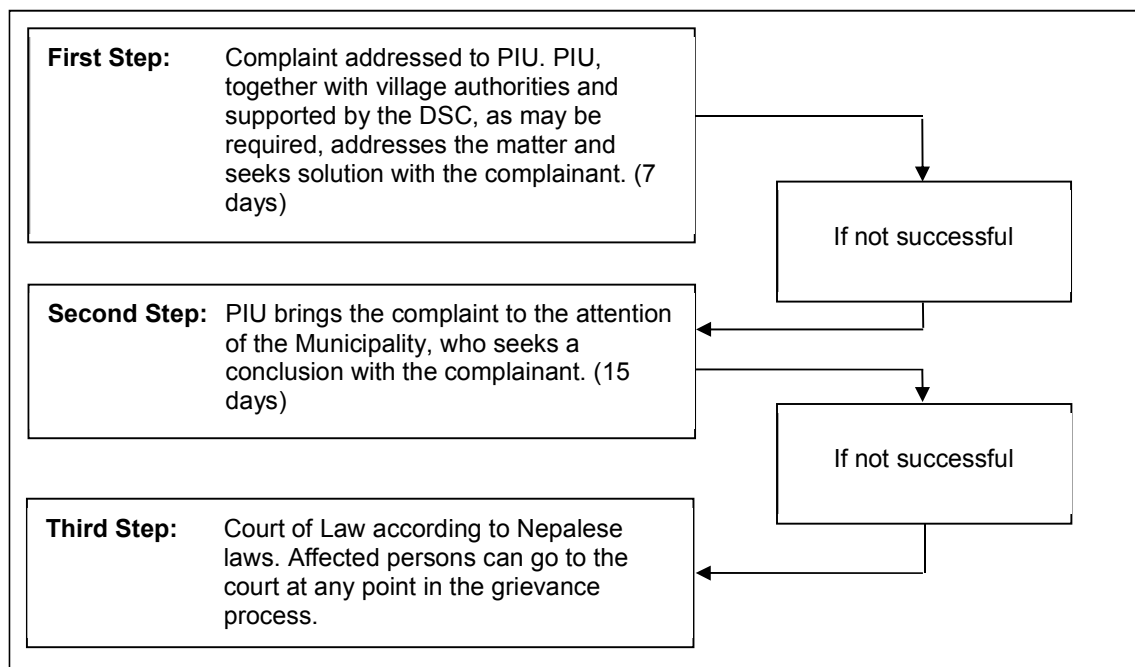 First Step: Complaint addressed to PIU. PIU,
together with village authorities and
supported by the DSC, as may be
required, addresses the matter and
seeks solution with the complainant. (7
days)
If not successful
Second Step: PIU brings the complaint to the attention
of the Municipality, who seeks a
conclusion with the complainant. (15
days)
If not successful
Third Step: Court of Law according to Nepalese
laws. Affected persons can go to the
court at any point in the grievance
process.